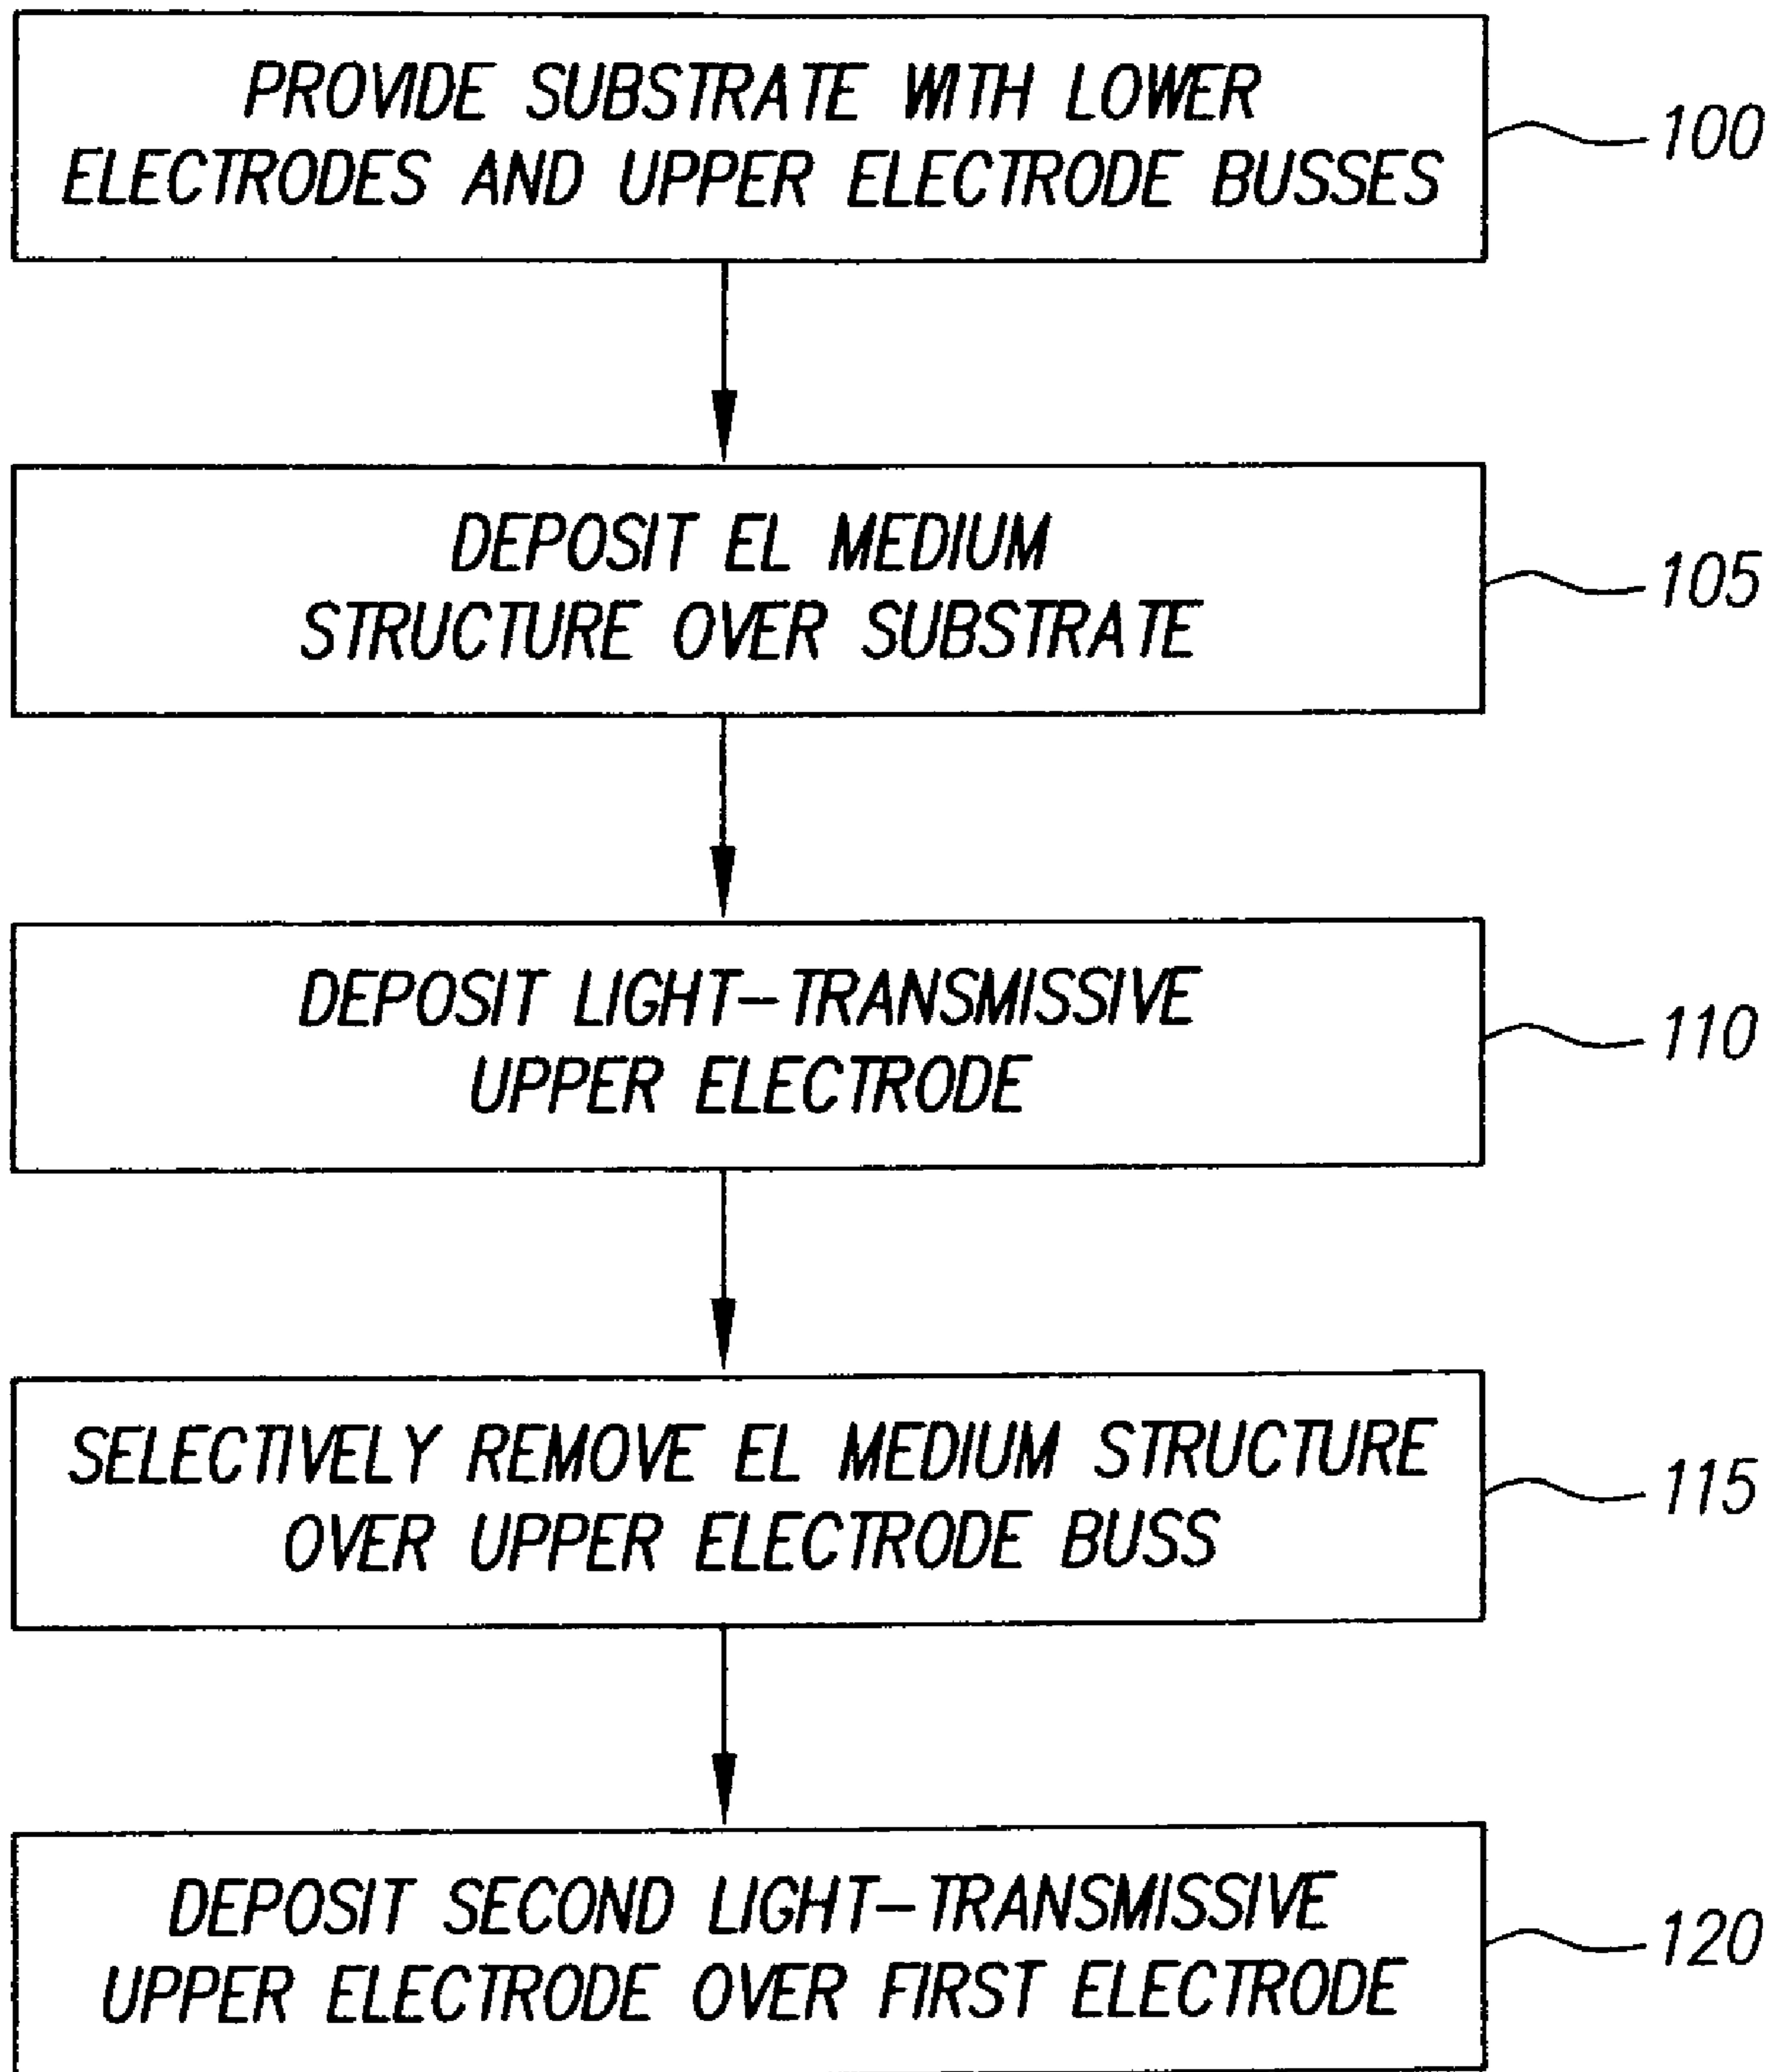 PROVIDE SUBSTRATE WITH LOWER
ELECTRODES AND UPPER ELECTRODE BUSSES
100
DEPOSIT EL MEDIUM
STRUCTURE OVER SUBSTRATE
105
DEPOSIT LIGHT-TRANSMISSIVE
UPPER ELECTRODE
110
SELECTIVELY REMOVE EL MEDIUM STRUCTURE
OVER UPPER ELECTRODE BUSS
115
DEPOSIT SECOND LIGHT-TRANSMISSIVE
UPPER ELECTRODE OVER FIRST ELECTRODE
120